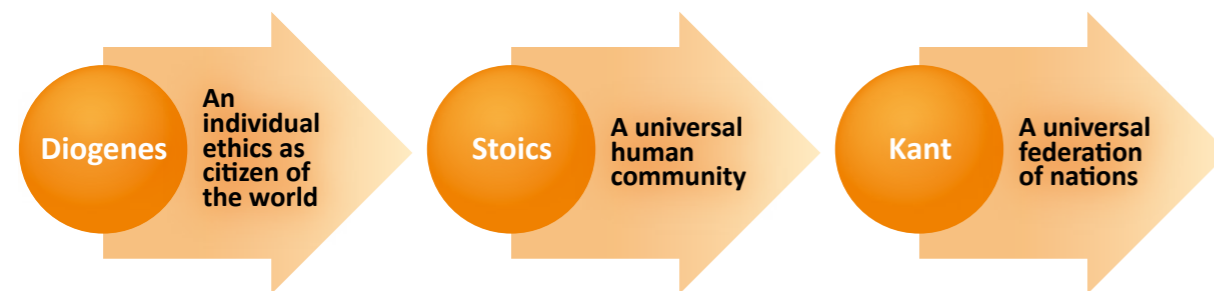 Diogenes
An
individual
ethics as
citizen of
the world
Stoics
A universal
human
community
Kant
A universal
federation
of nations